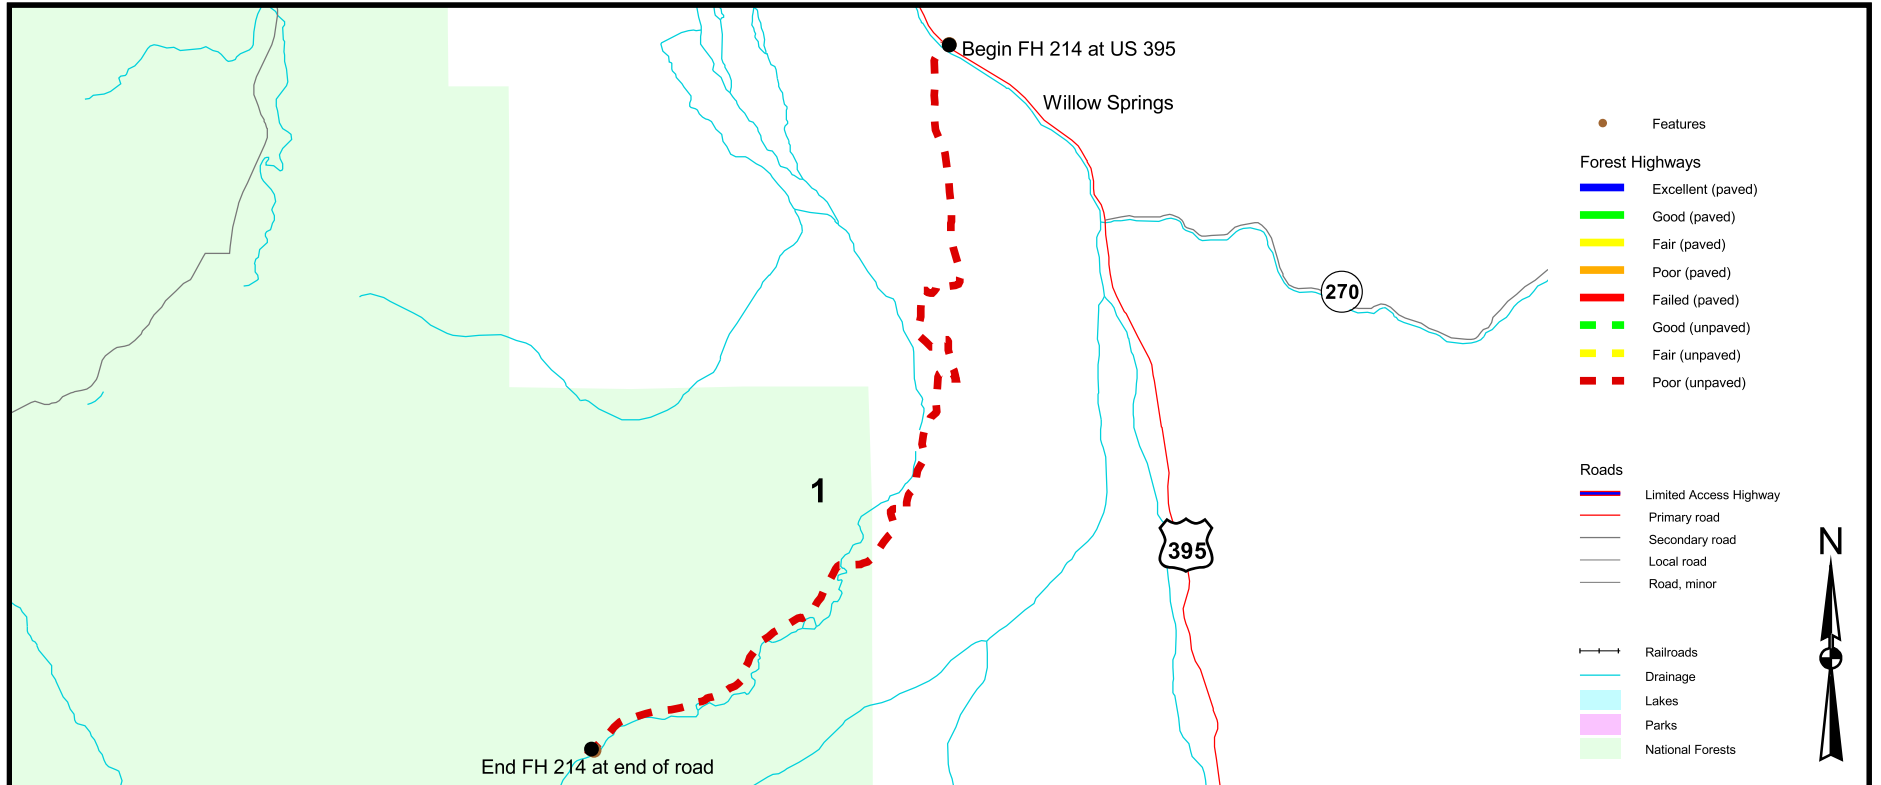 Begin FH 214 at US 395
Willow Springs
270
1
395
End FH 214 at end of road
Features
Forest Highways
Excellent (paved)
Good (paved)
Fair (paved)
Poor (paved)
Failed (paved)
Good (unpaved)
Fair (unpaved)
Poor (unpaved)
Roads
Limited Access Highway
Primary road
Secondary road
Local road
Road, minor
Railroads
Drainage
Lakes
Parks
National Forests
N